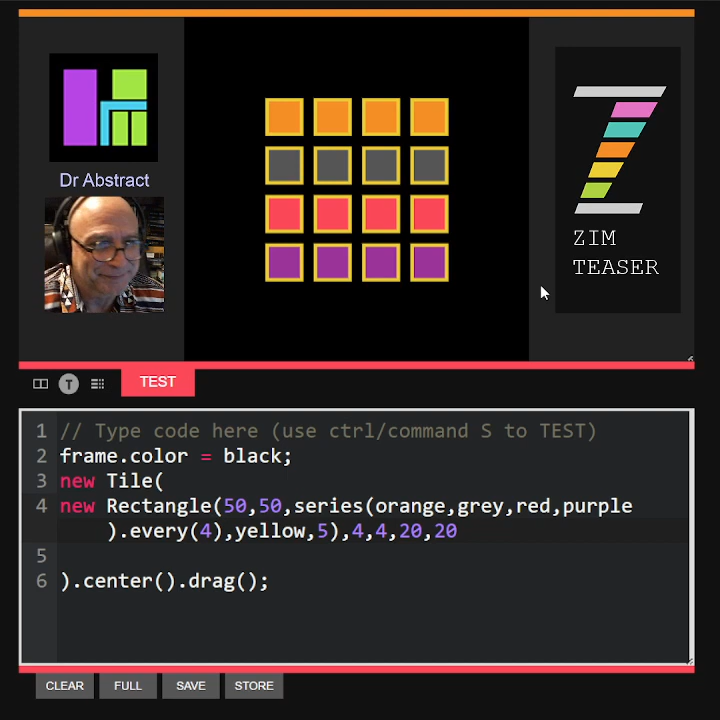 Dr Abstract
ZIM
TEASER
T
TEST
1 // Type code here (use ctrl/command S to TEST)
2 frame.color = black;
3 new Tile(
4 new Rectangle(50,50,series(orange,grey,red,purple
).every(4),yellow,5),4,4,20,20
5
6 ).center().drag();
CLEAR FULL SAVE STORE